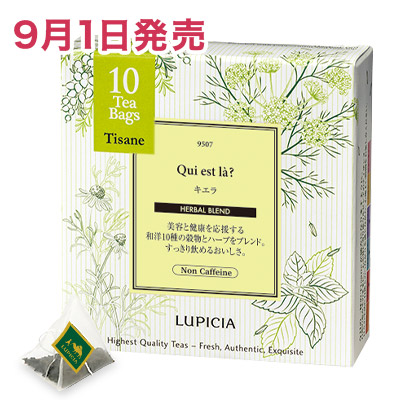 9月1日発売
10
Tea
Bags
Tisane
9507
Qui est là?
キエラ
HERBAL BLEND
美容と健康を応援する
和洋10種の穀物とハーブをブレンド。
すっきり飲めるおいしさ。
Non Caffeine
LUPICIA
Highest Quality Teas – Fresh, Authentic, Exquisite
LUPICIA